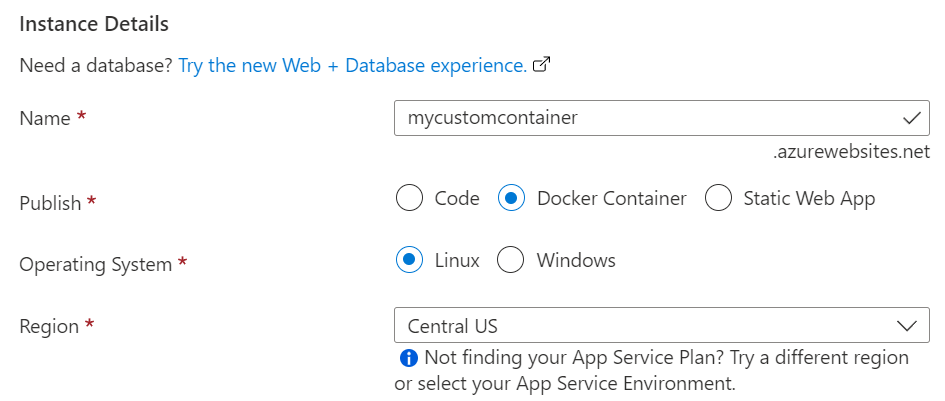 Instance Details
Need a database? Try the new Web + Database experience.
Name *
mycustomcontainer
.azurewebsites.net
Publish *
Code Docker Container Static Web App
Operating System *
Linux Windows
Region *
Central US
Not finding your App Service Plan? Try a different region
or select your App Service Environment.